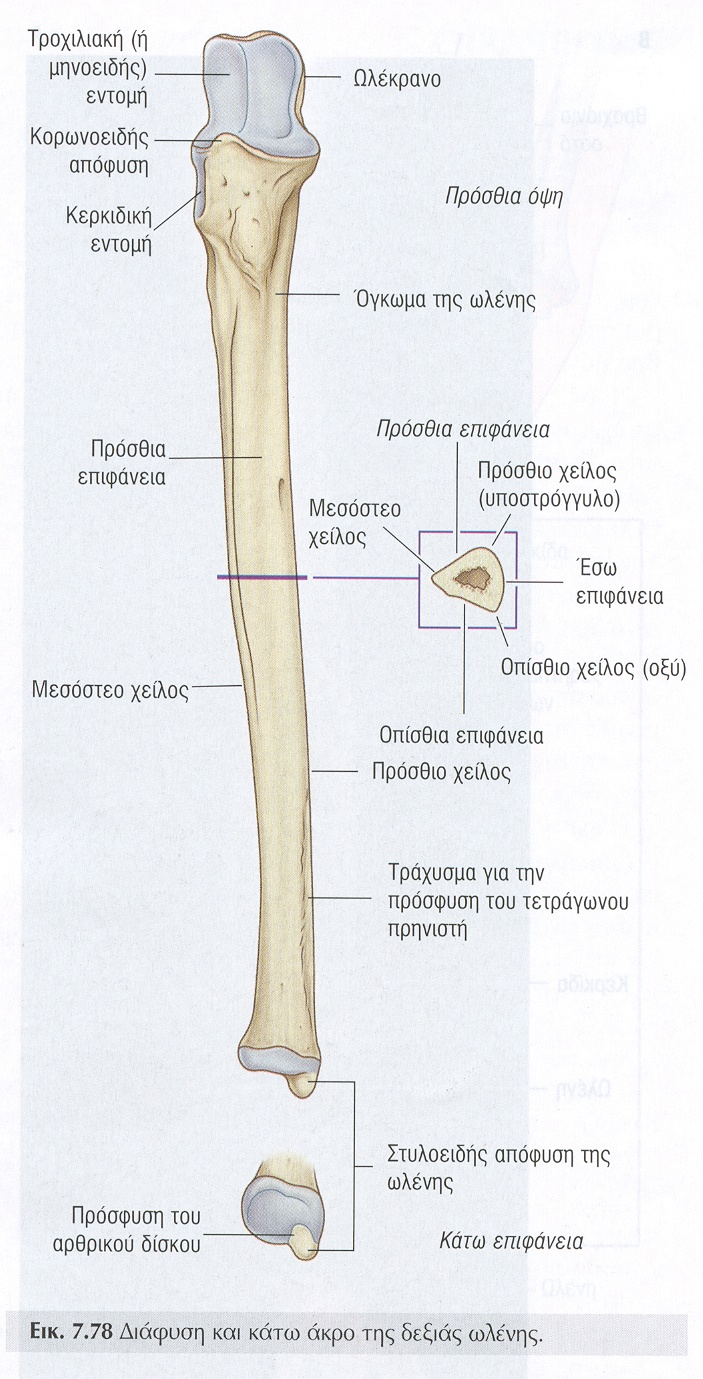 Τροχιλιακή (ή
μηνοειδής)
εντομή
Ωλέκρανο
Κορωνοειδής
απόφυση
Πρόσθια όψη
Κερκιδική
εντομή
Όγκωμα της ωλένης
Πρόσθια
επιφάνεια
Πρόσθια επιφάνεια
Πρόσθιο χείλος
(υποστρόγγυλο)
Μεσόστεο
χείλος
Έσω
επιφάνεια
Οπίσθιο χείλος (οξύ)
Μεσόστεο χείλος
Οπίσθια επιφάνεια
Πρόσθιο χείλος
Τράχυσμα για την
πρόσφυση του τετράγωνου
πρηνιστή
Στυλοειδής απόφυση της
ωλένης
Πρόσφυση του
αρθρικού δίσκου
Κάτω επιφάνεια
Εικ. 7.78 Διάφυση και κάτω άκρο της δεξιάς ωλένης.